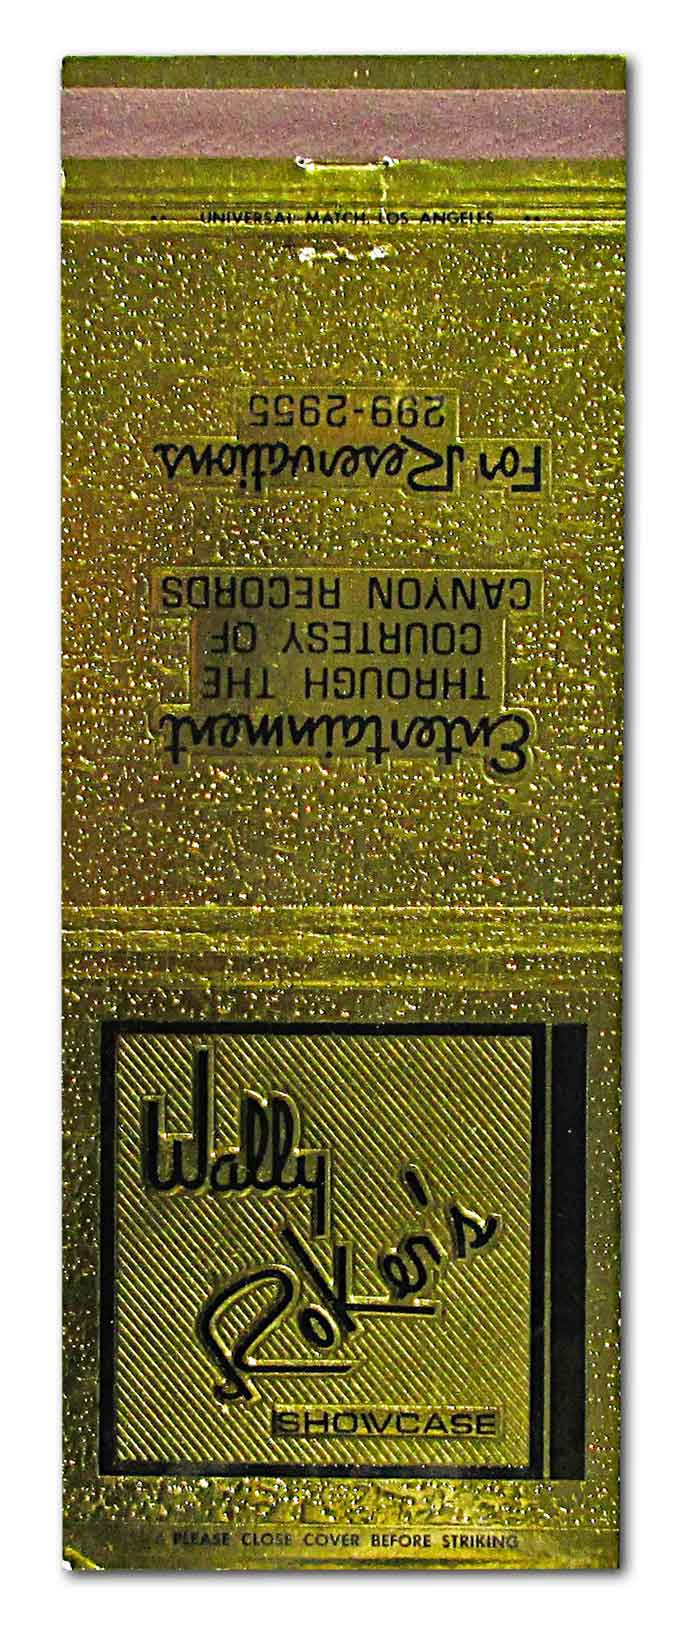 UNIVERSAL MATCH, LOS ANGELES
Entertainment
THROUGH THE
COURTESY OF
CANYON RECORDS
For Reservations
299-2955
Wally
Roker's
SHOWCASE
PLEASE CLOSE COVER BEFORE STRIKING